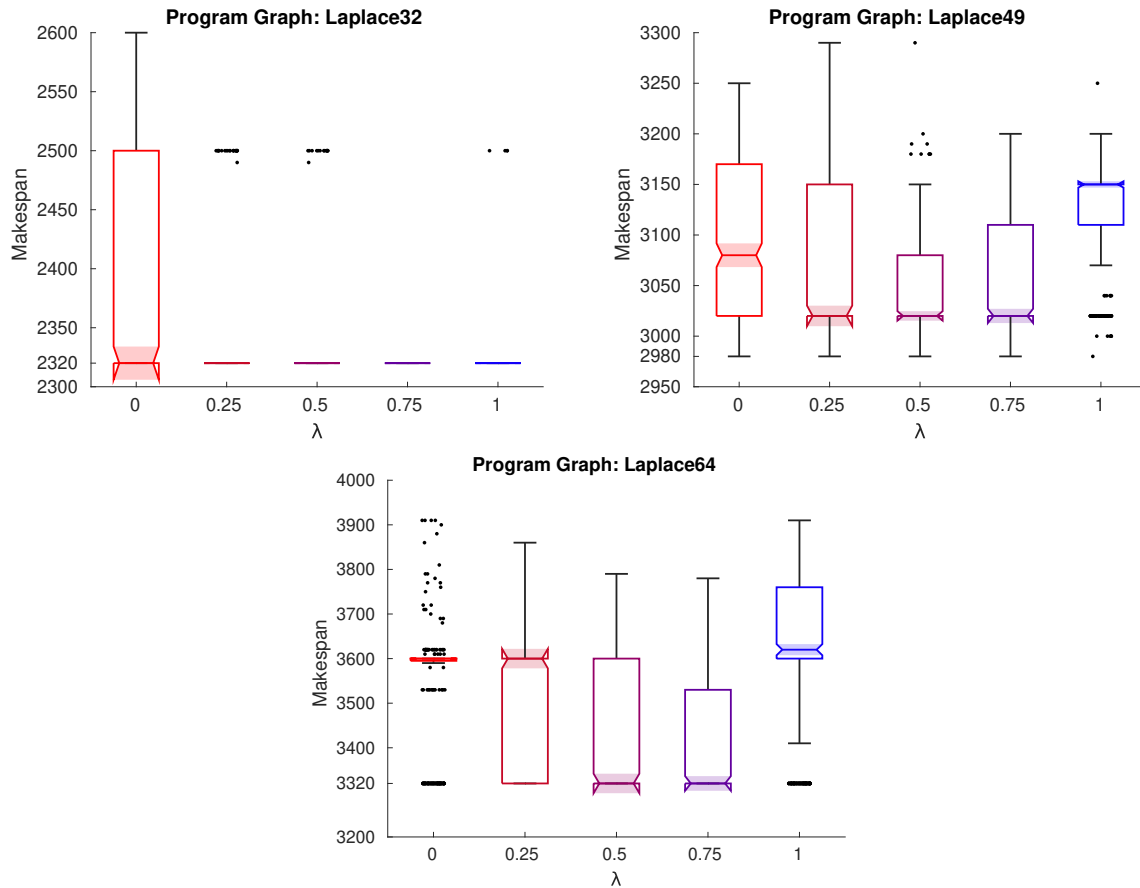 Program Graph: Laplace32
Makespan
2600
2550
2500
2450
2400
2350
2320
2300
0 0.25 0.5 0.75 1
λ
Program Graph: Laplace49
Makespan
3300
3250
3200
3150
3100
3050
3000
2980
2950
0 0.25 0.5 0.75 1
λ
Program Graph: Laplace64
Makespan
4000
3900
3800
3700
3600
3500
3400
3320
3200
0 0.25 0.5 0.75 1
λ